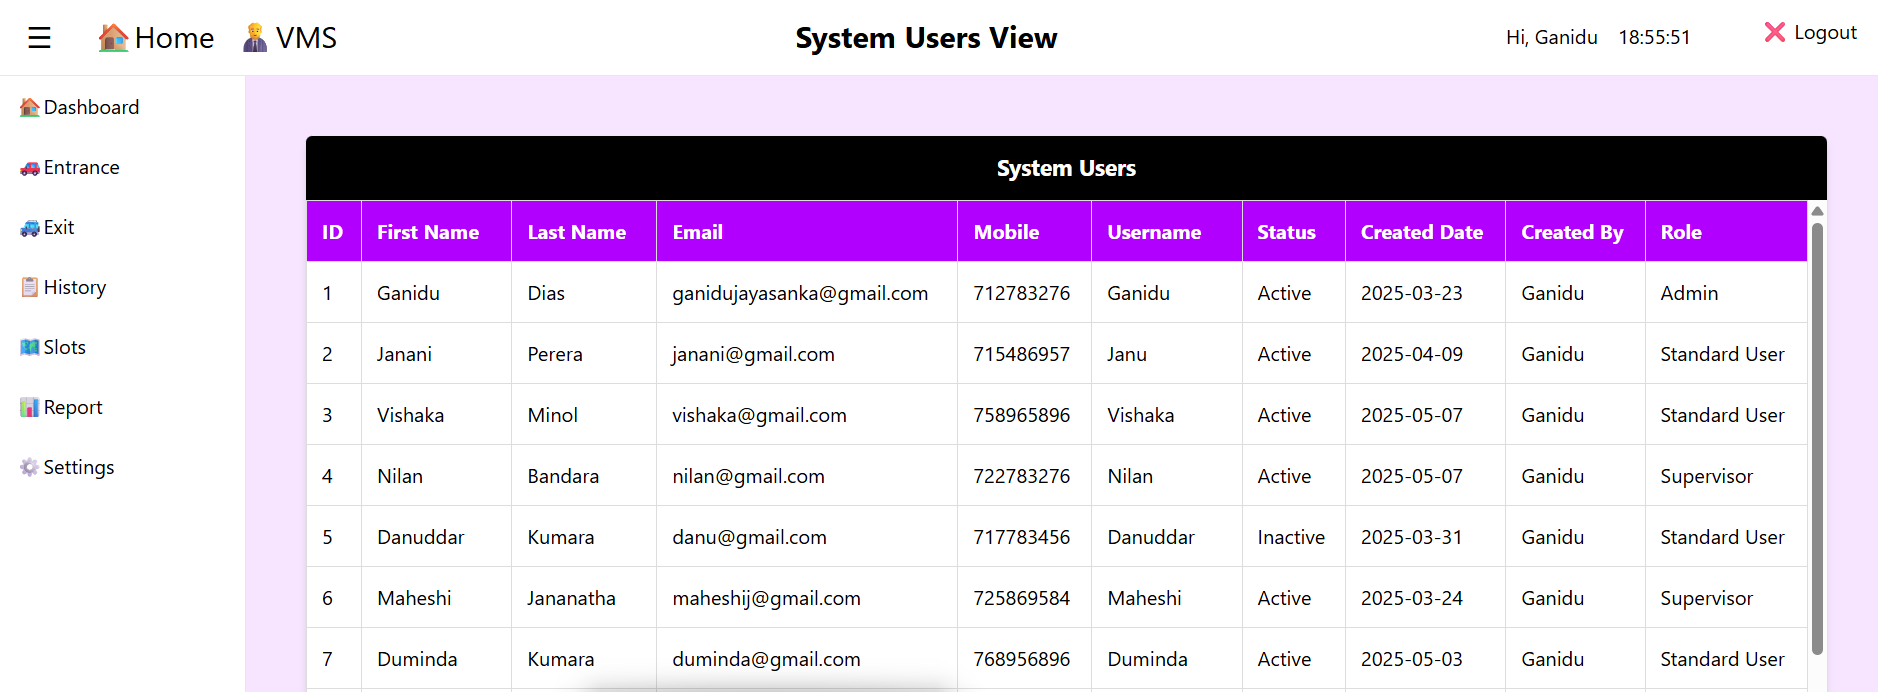 ☰ Home VMS System Users View Hi, Ganidu 18:55:51 Logout
Dashboard
Entrance
Exit
History
Slots
Report
Settings
System Users
ID First Name Last Name Email Mobile Username Status Created Date Created By Role
1 Ganidu Dias ganidujayasanka@gmail.com 712783276 Ganidu Active 2025-03-23 Ganidu Admin
2 Janani Perera janani@gmail.com 715486957 Janu Active 2025-04-09 Ganidu Standard User
3 Vishaka Minol vishaka@gmail.com 758965896 Vishaka Active 2025-05-07 Ganidu Standard User
4 Nilan Bandara nilan@gmail.com 722783276 Nilan Active 2025-05-07 Ganidu Supervisor
5 Danuddar Kumara danu@gmail.com 717783456 Danuddar Inactive 2025-03-31 Ganidu Standard User
6 Maheshi Jananatha maheshij@gmail.com 725869584 Maheshi Active 2025-03-24 Ganidu Supervisor
7 Duminda Kumara duminda@gmail.com 768956896 Duminda Active 2025-05-03 Ganidu Standard User